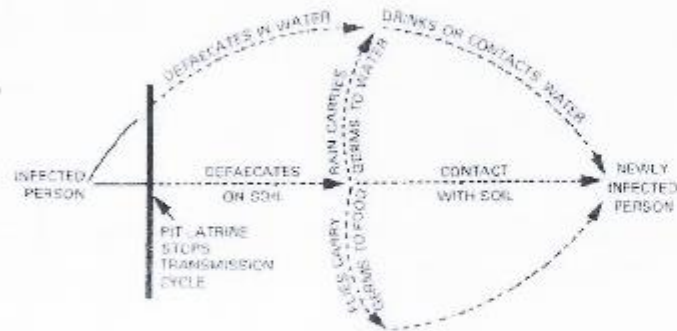 DEFAECATES IN WATER
DRINKS OR CONTACTS WATER
RAIN CARRIES
GERMS TO WATER
INFECTED
PERSON
DEFAECATES
ON SOIL
CONTACT
WITH SOIL
NEWLY
INFECTED
PERSON
PIT LATRINE
STOPS
TRANSMISSION
CYCLE
FLIES CARRY
GERMS TO FOOD